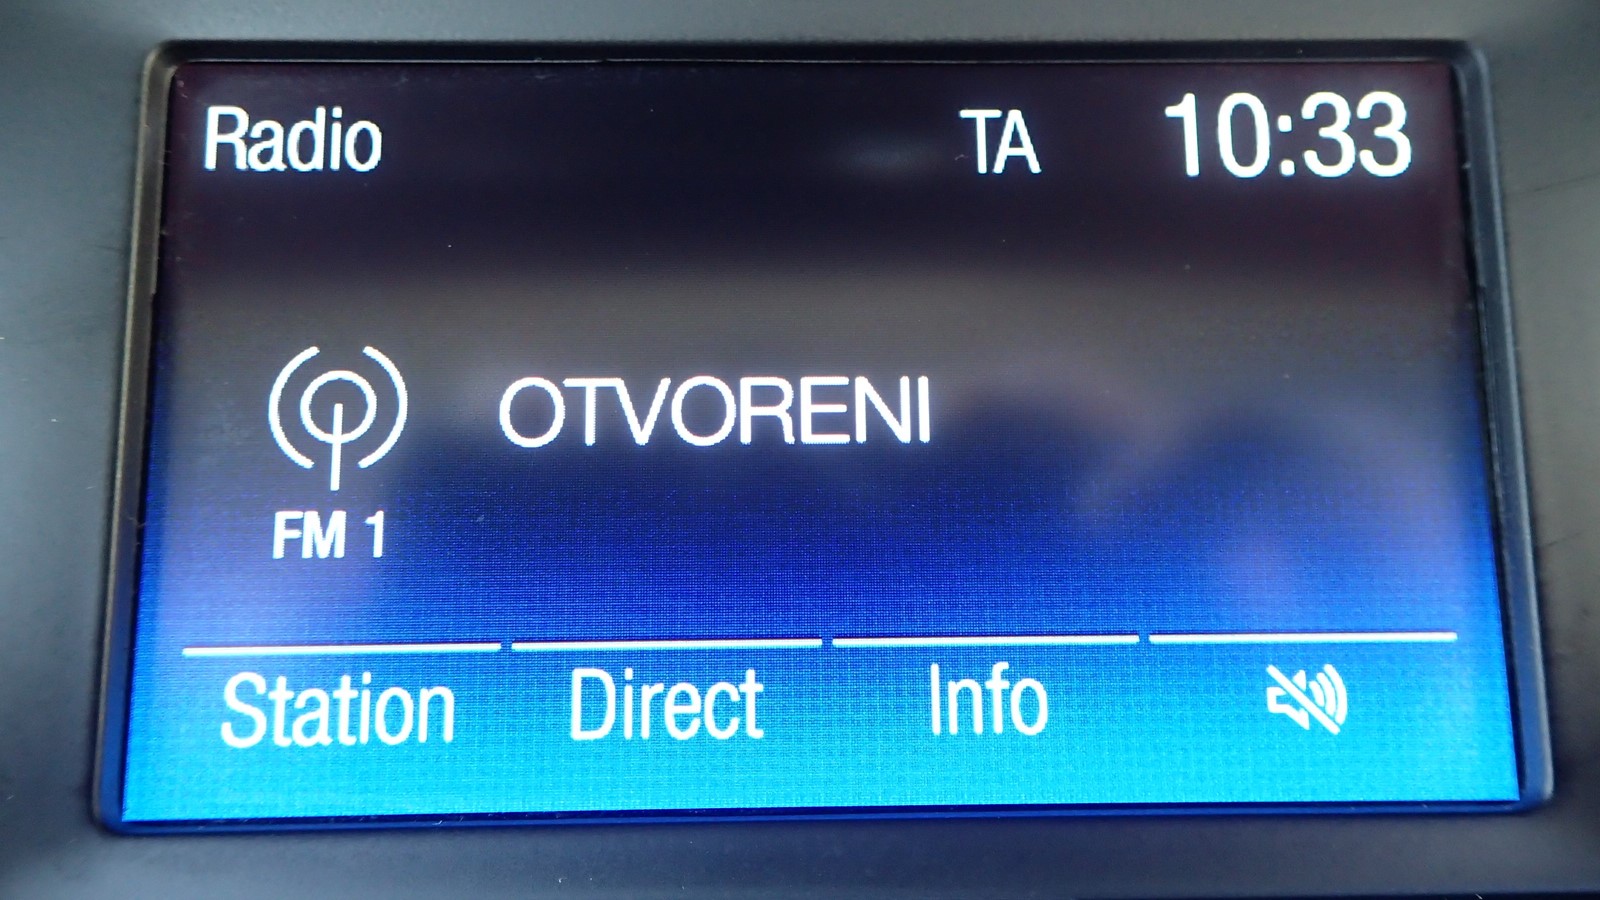 Radio TA 10:33
OTVORENI
FM 1
Station Direct Info